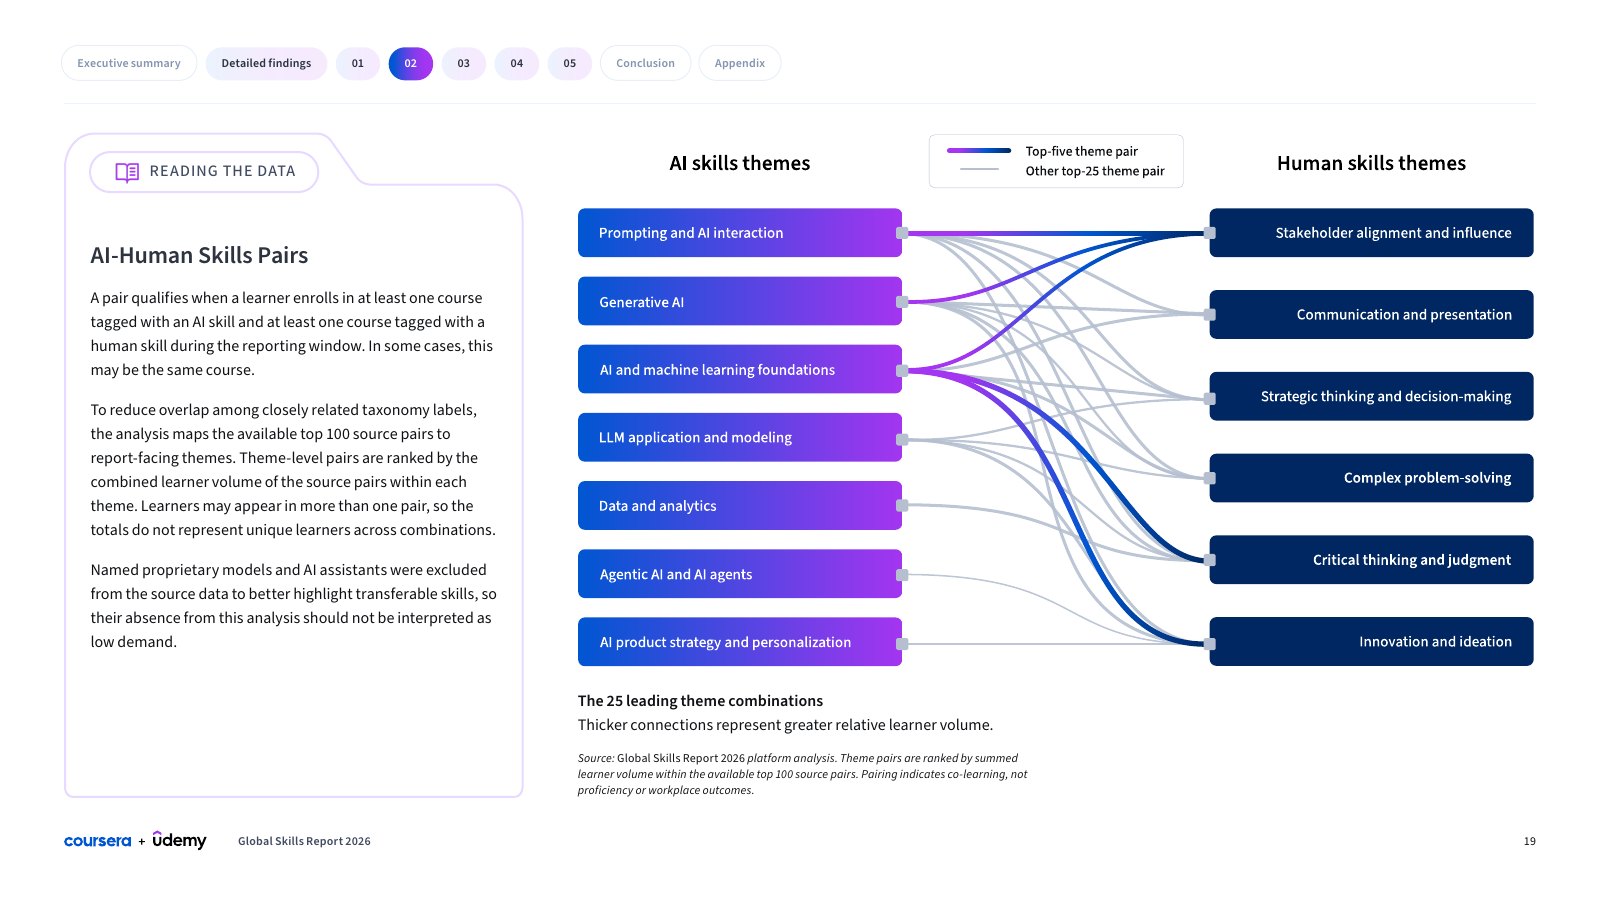 Executive summary
Detailed findings
01
02
03
04
05
Conclusion
Appendix
READING THE DATA
AI-Human Skills Pairs
A pair qualifies when a learner enrolls in at least one course
tagged with an AI skill and at least one course tagged with a
human skill during the reporting window. In some cases, this
may be the same course.
To reduce overlap among closely related taxonomy labels,
the analysis maps the available top 100 source pairs to
report-facing themes. Theme-level pairs are ranked by the
combined learner volume of the source pairs within each
theme. Learners may appear in more than one pair, so the
totals do not represent unique learners across combinations.
Named proprietary models and AI assistants were excluded
from the source data to better highlight transferable skills, so
their absence from this analysis should not be interpreted as
low demand.
AI skills themes
Top-five theme pair
Other top-25 theme pair
Human skills themes
Prompting and AI interaction
Generative AI
AI and machine learning foundations
LLM application and modeling
Data and analytics
Agentic AI and AI agents
AI product strategy and personalization
Stakeholder alignment and influence
Communication and presentation
Strategic thinking and decision-making
Complex problem-solving
Critical thinking and judgment
Innovation and ideation
The 25 leading theme combinations
Thicker connections represent greater relative learner volume.
Source: Global Skills Report 2026 platform analysis. Theme pairs are ranked by summed
learner volume within the available top 100 source pairs. Pairing indicates co-learning, not
proficiency or workplace outcomes.
coursera + udemy
Global Skills Report 2026
19